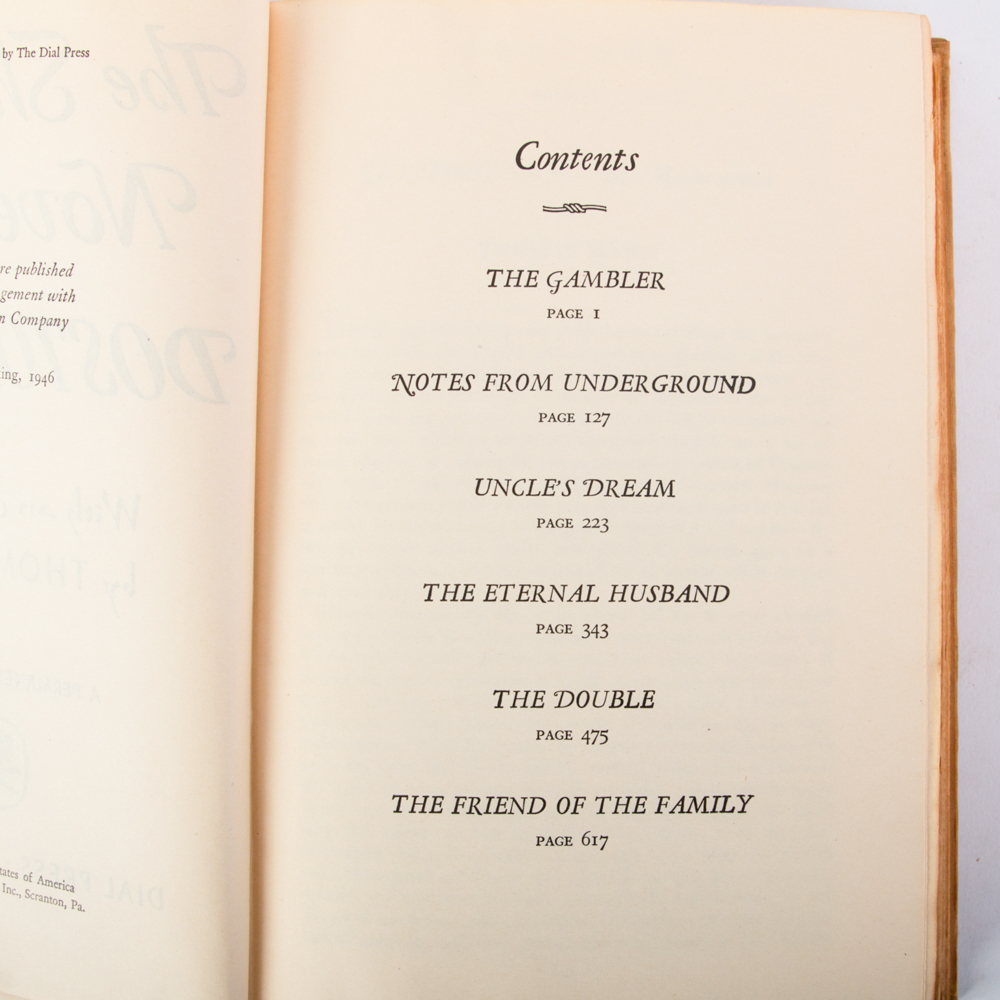 by The Dial Press
re published
gement with
n Company
ing, 1946
tates of America
Inc., Scranton, Pa.
Contents
THE GAMBLER
PAGE 1
NOTES FROM UNDERGROUND
PAGE 127
UNCLE'S DREAM
PAGE 223
THE ETERNAL HUSBAND
PAGE 343
THE DOUBLE
PAGE 475
THE FRIEND OF THE FAMILY
PAGE 617